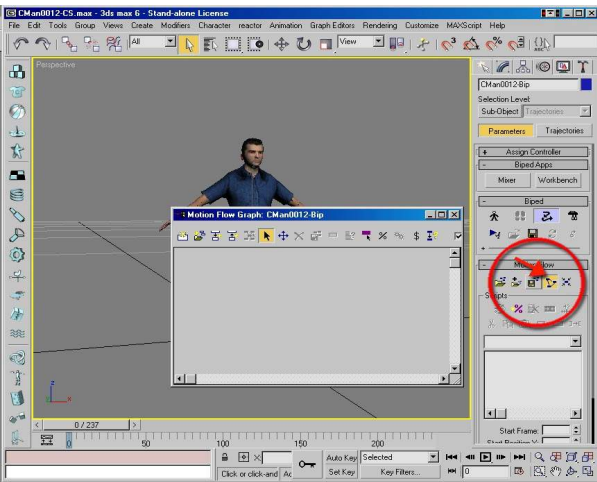 CMan0012-CS.max - 3ds max 6 - Stand-alone License
File Edit Tools Group Views Create Modifiers Character reactor Animation Graph Editors Rendering Customize MAXScript Help
All
View
Perspective
CMan0012-Bip
Selection Level:
Sub-Object Trajectories
Parameters Trajectories
+ Assign Controller
- Biped Apps
Mixer Workbench
- Biped
Motion Flow Graph: CMan0012-Bip
- Motion Flow
Scripts
Start Frame:
z
x
0 / 237
0 50 100 150 200
Auto Key Selected
Set Key Key Filters...
0
X
Click or click-and